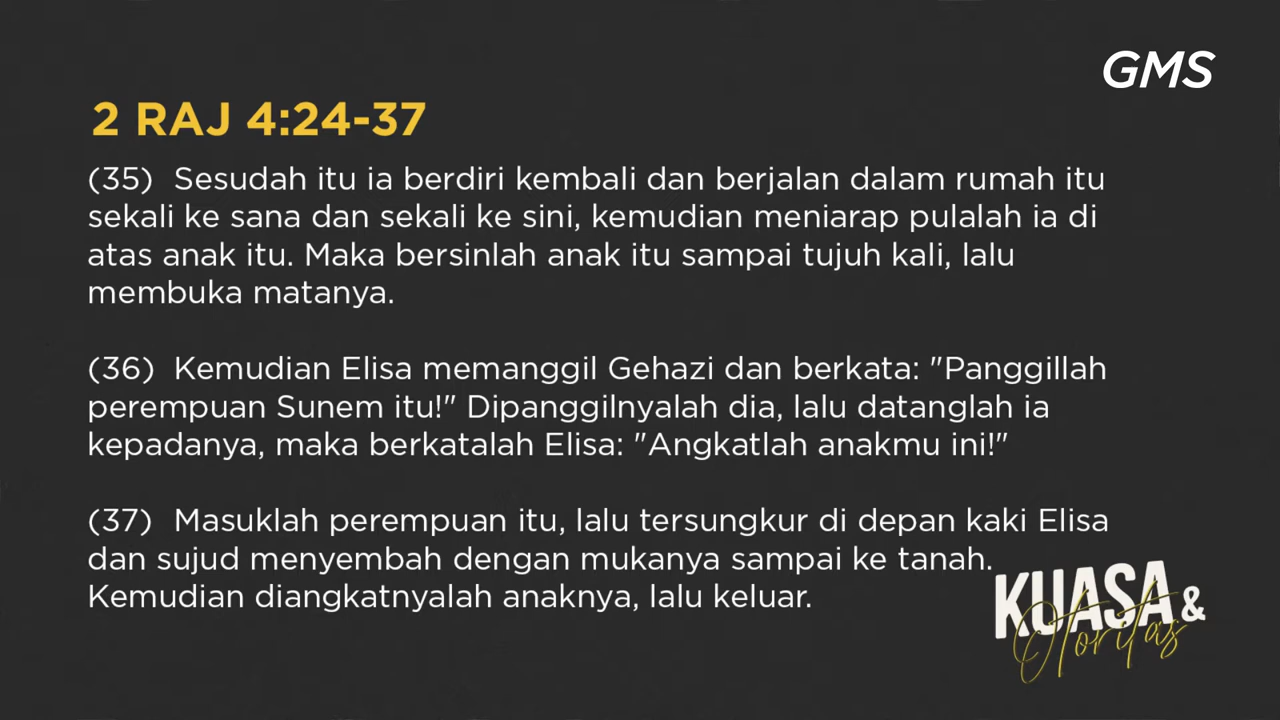 GMS
2 RAJ 4:24-37
(35) Sesudah itu ia berdiri kembali dan berjalan dalam rumah itu
sekali ke sana dan sekali ke sini, kemudian meniarap pulalah ia di
atas anak itu. Maka bersinlah anak itu sampai tujuh kali, lalu
membuka matanya.
(36) Kemudian Elisa memanggil Gehazi dan berkata: "Panggillah
perempuan Sunem itu!" Dipanggilnyalah dia, lalu datanglah ia
kepadanya, maka berkatalah Elisa: "Angkatlah anakmu ini!"
(37) Masuklah perempuan itu, lalu tersungkur di depan kaki Elisa
dan sujud menyembah dengan mukanya sampai ke tanah.
Kemudian diangkatnyalah anaknya, lalu keluar.
KUASA &
Otoritas